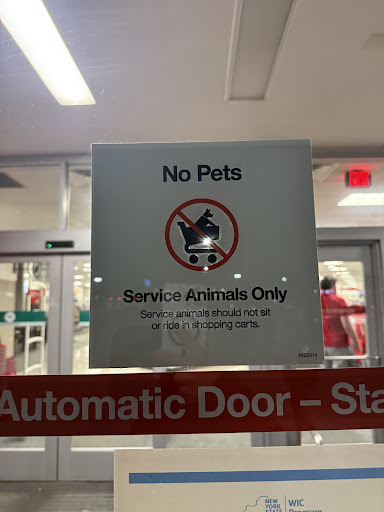 No Pets
Service Animals Only
Service animals should not sit
or ride in shopping carts.
Automatic Door – Sta
NEW
YORK
STATE
WIC
Program